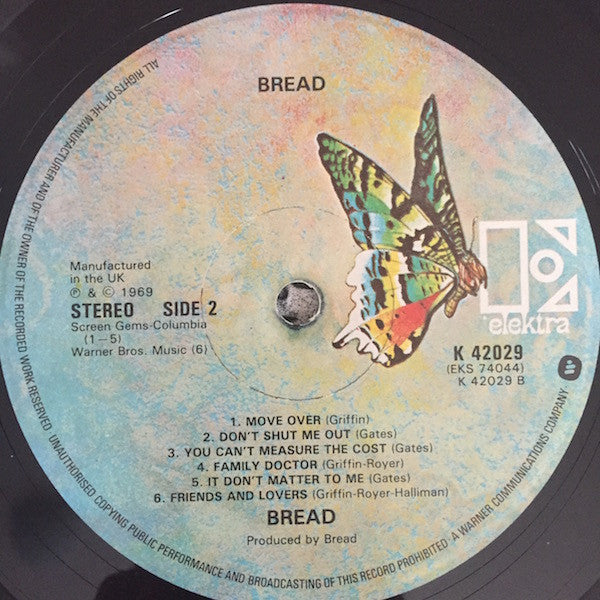 BREAD
Manufactured
in the UK
℗ & © 1969
STEREO SIDE 2
Screen Gems-Columbia
(1—5)
Warner Bros. Music (6)
elektra
K 42029
(EKS 74044)
K 42029 B
1. MOVE OVER (Griffin)
2. DON'T SHUT ME OUT (Gates)
3. YOU CAN'T MEASURE THE COST (Gates)
4. FAMILY DOCTOR (Griffin-Royer)
5. IT DON'T MATTER TO ME (Gates)
6. FRIENDS AND LOVERS (Griffin-Royer-Halliman)
BREAD
Produced by Bread
ALL RIGHTS OF THE MANUFACTURER AND OF THE OWNER OF THE RECORDED WORK RESERVED UNAUTHORISED COPYING PUBLIC PERFORMANCE AND BROADCASTING OF THIS RECORD PROHIBITED A WARNER COMMUNICATIONS COMPANY